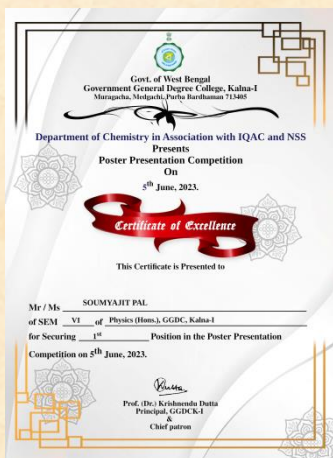 Govt. of West Bengal
Government General Degree College, Kalna-I
Muragacha, Medgachi, Purba Bardhaman 713405
Department of Chemistry in Association with IQAC and NSS
Presents
Poster Presentation Competition
On
5th June, 2023.
Certificate of Excellence
This Certificate is Presented to
Mr / Ms SOUMYAJIT PAL
of SEM VI of Physics (Hons.), GGDC, Kalna-I
for Securing 1st Position in the Poster Presentation
Competition on 5th June, 2023.
Prof. (Dr.) Krishnendu Dutta
Principal, GGDCK-I
&
Chief patron